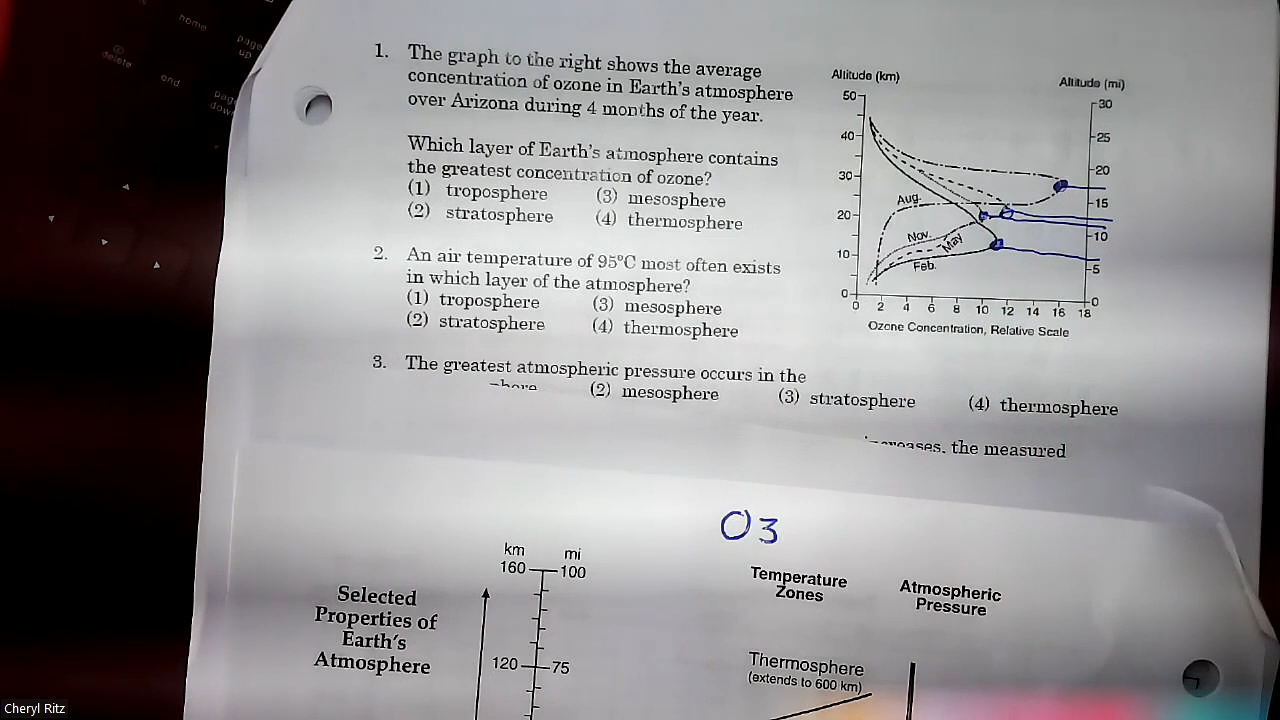 home
page
up
delete
end
page
down
1. The graph to the right shows the average
concentration of ozone in Earth's atmosphere
over Arizona during 4 months of the year.
Which layer of Earth's atmosphere contains
the greatest concentration of ozone?
(1) troposphere (3) mesosphere
(2) stratosphere (4) thermosphere
2. An air temperature of 95°C most often exists
in which layer of the atmosphere?
(1) troposphere (3) mesosphere
(2) stratosphere (4) thermosphere
3. The greatest atmospheric pressure occurs in the
(2) mesosphere (3) stratosphere (4) thermosphere
the measured
Altitude (km)
Altitude (mi)
50
40
30
20
10
0
30
25
20
15
10
5
0
Aug.
Nov.
May
Feb.
0 2 4 6 8 10 12 14 16 18
Ozone Concentration, Relative Scale
O3
Selected
Properties of
Earth's
Atmosphere
km mi
160 100
120 75
Temperature
Zones
Atmospheric
Pressure
Thermosphere
(extends to 600 km)
Cheryl Ritz